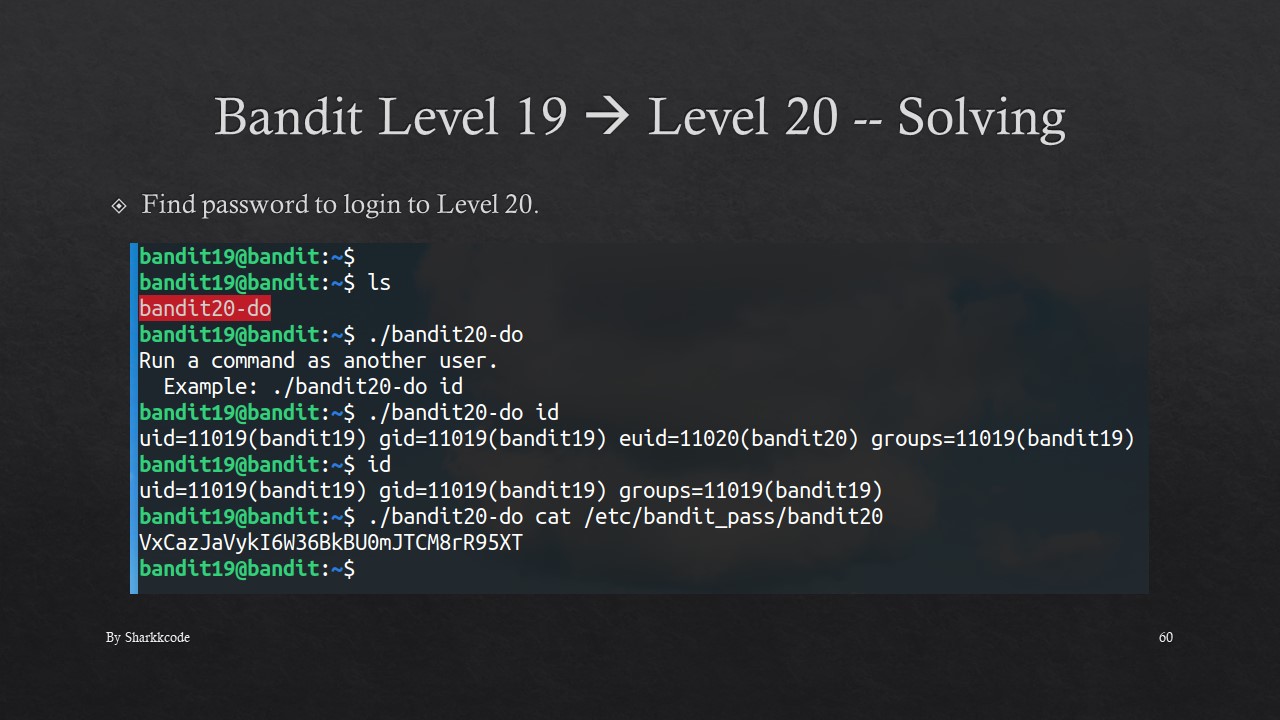 Bandit Level 19 → Level 20 -- Solving
Find password to login to Level 20.
bandit19@bandit:~$
bandit19@bandit:~$ ls
bandit20-do
bandit19@bandit:~$ ./bandit20-do
Run a command as another user.
  Example: ./bandit20-do id
bandit19@bandit:~$ ./bandit20-do id
uid=11019(bandit19) gid=11019(bandit19) euid=11020(bandit20) groups=11019(bandit19)
bandit19@bandit:~$ id
uid=11019(bandit19) gid=11019(bandit19) groups=11019(bandit19)
bandit19@bandit:~$ ./bandit20-do cat /etc/bandit_pass/bandit20
VxCazJaVykI6W36BkBU0mJTCM8rR95XT
bandit19@bandit:~$
By Sharkkcode
60